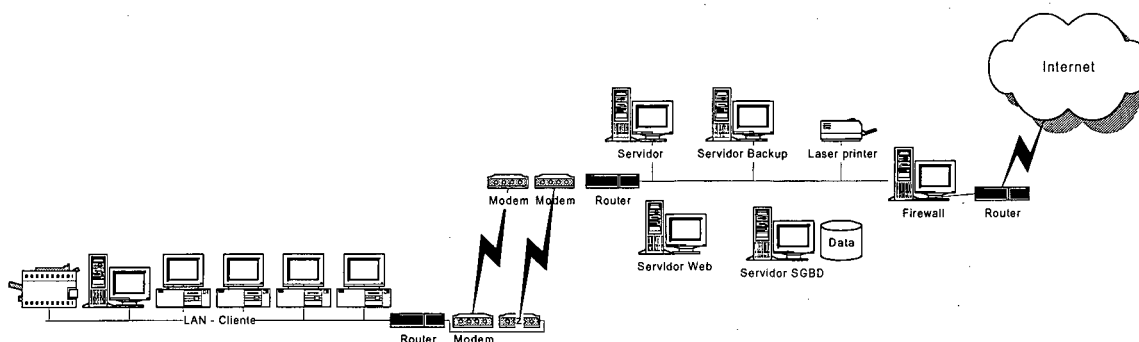 Internet
Servidor
Servidor Backup
Laser printer
Modem
Modem
Router
Firewall
Router
Servidor Web
Servidor SGBD
Data
LAN - Cliente
Router
Modem